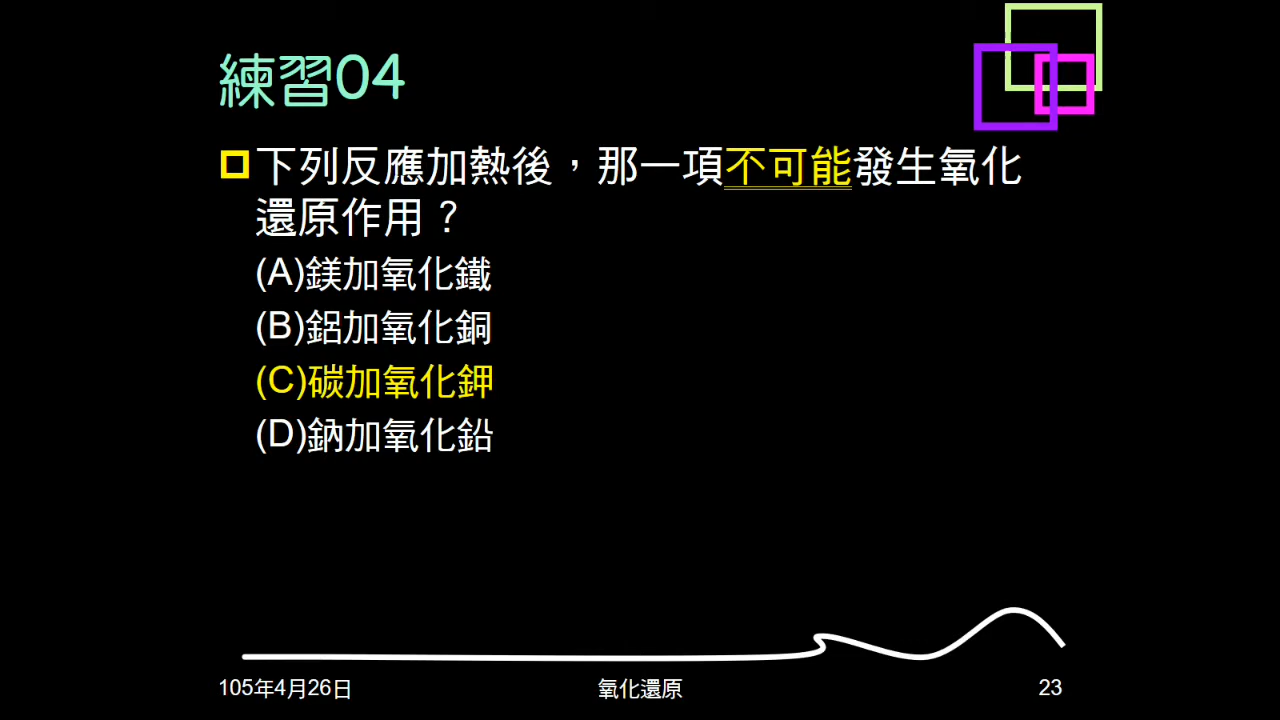 練習04
下列反應加熱後，那一項不可能發生氧化
還原作用？
(A)鎂加氧化鐵
(B)鋁加氧化銅
(C)碳加氧化鉀
(D)鈉加氧化鉛
105年4月26日
氧化還原
23